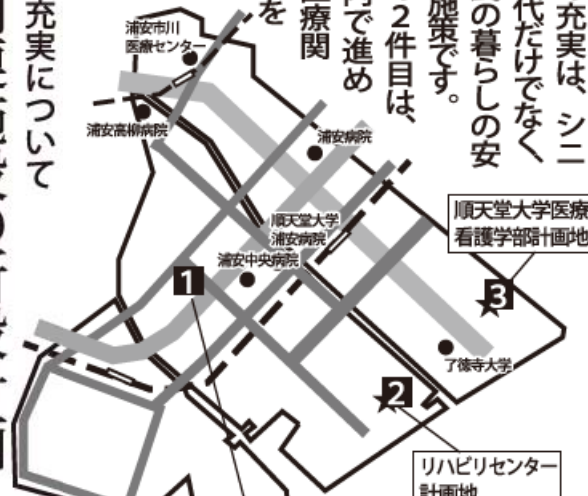 充実は、シニ
代だけでなく、
の暮らしの安
施策です。
２件目は、
で進め
医療関
を
充実について
浦安市川
医療センター
浦安高柳病院
浦安病院
順天堂大学
浦安病院
浦安中央病院
順天堂大学医療
看護学部計画地
1
3
了徳寺大学
2
リハビリセンター
計画地